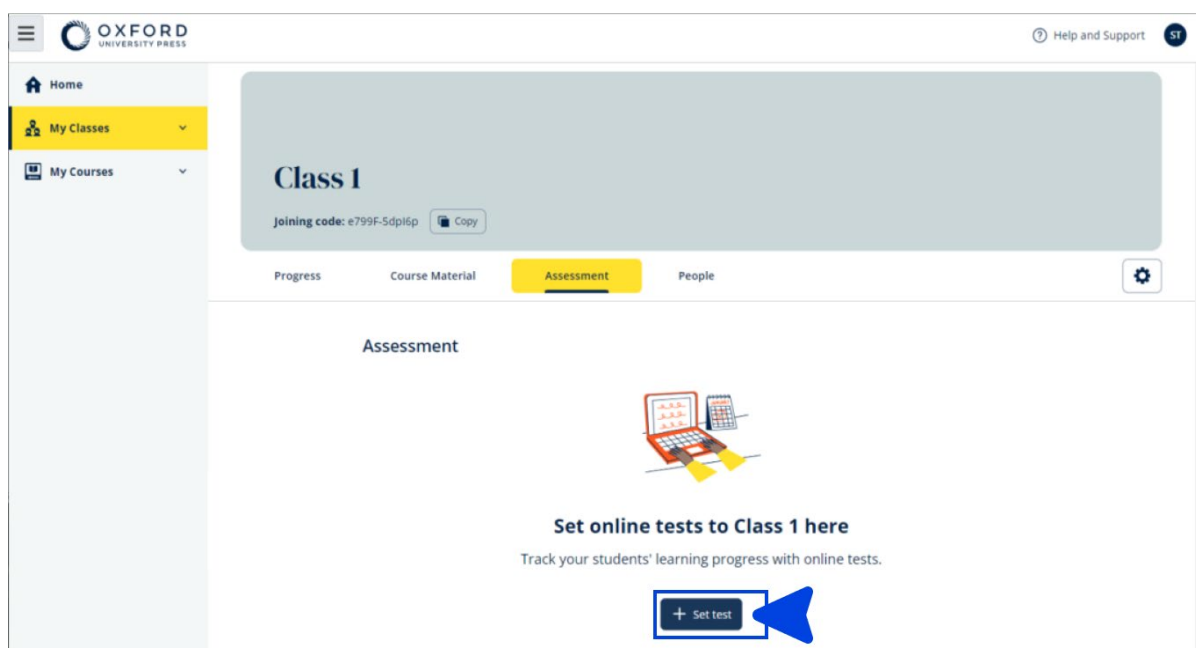 OXFORD
UNIVERSITY PRESS
Help and Support
ST
Home
My Classes
My Courses
Class 1
Joining code: e799F-5dpI6p
Copy
Progress
Course Material
Assessment
People
Assessment
Set online tests to Class 1 here
Track your students' learning progress with online tests.
+ Set test